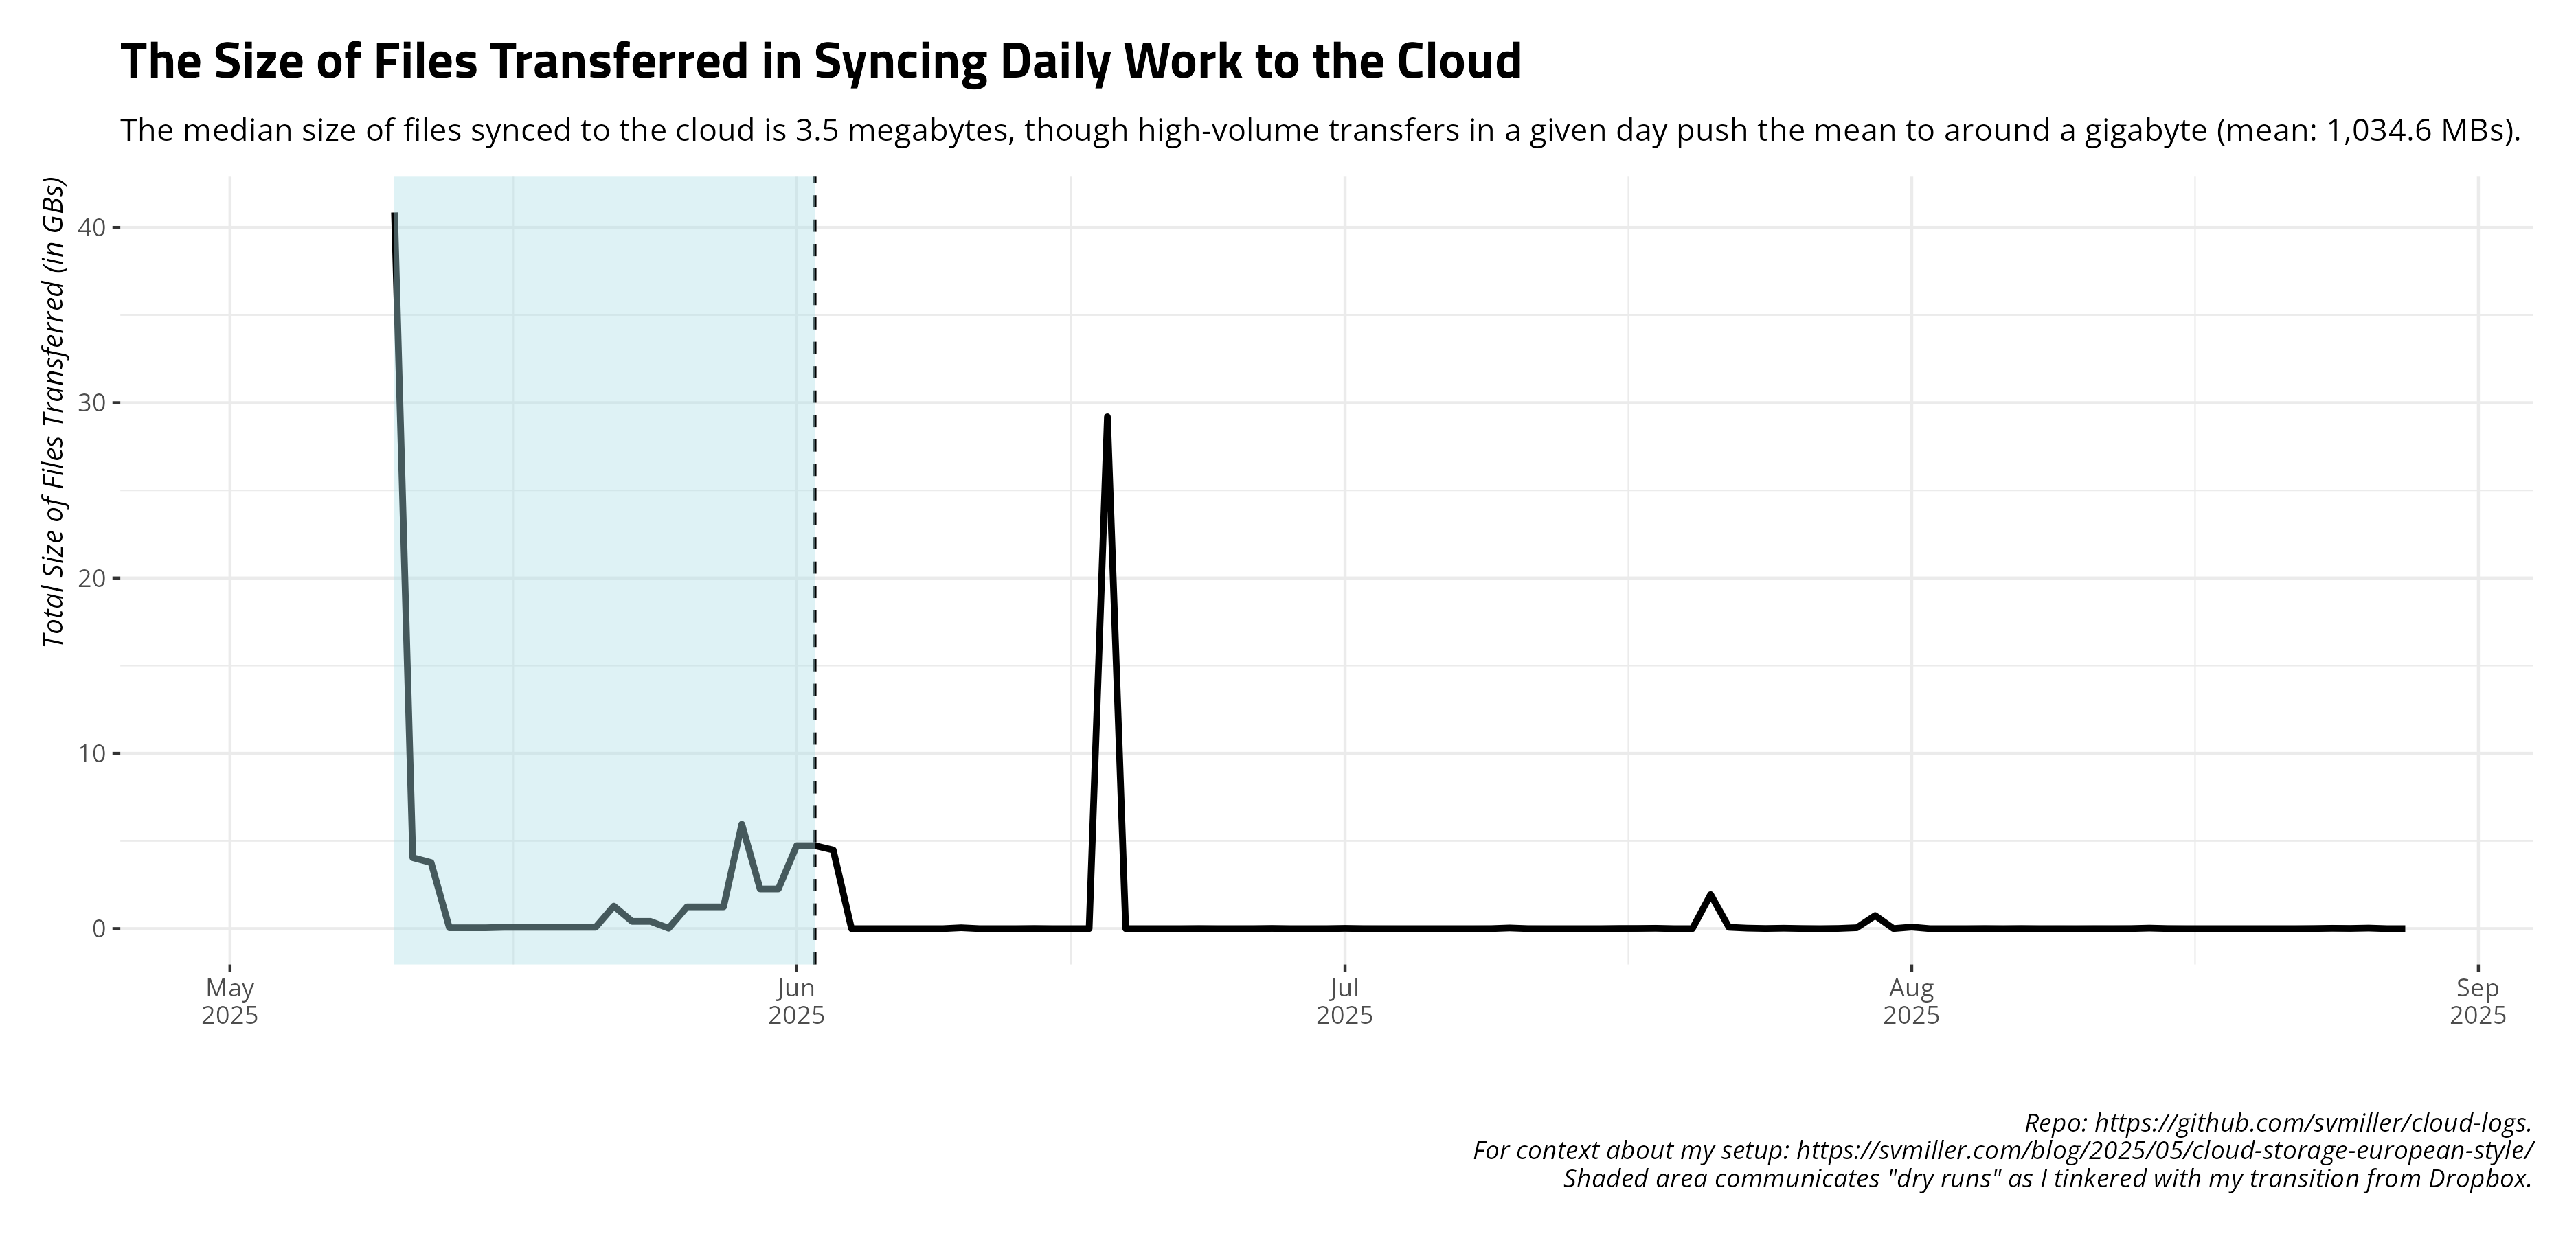 The Size of Files Transferred in Syncing Daily Work to the Cloud
The median size of files synced to the cloud is 3.5 megabytes, though high-volume transfers in a given day push the mean to around a gigabyte (mean: 1,034.6 MBs).
Total Size of Files Transferred (in GBs)
40
30
20
10
0
May
2025
Jun
2025
Jul
2025
Aug
2025
Sep
2025
Repo: https://github.com/svmiller/cloud-logs.
For context about my setup: https://svmiller.com/blog/2025/05/cloud-storage-european-style/
Shaded area communicates "dry runs" as I tinkered with my transition from Dropbox.